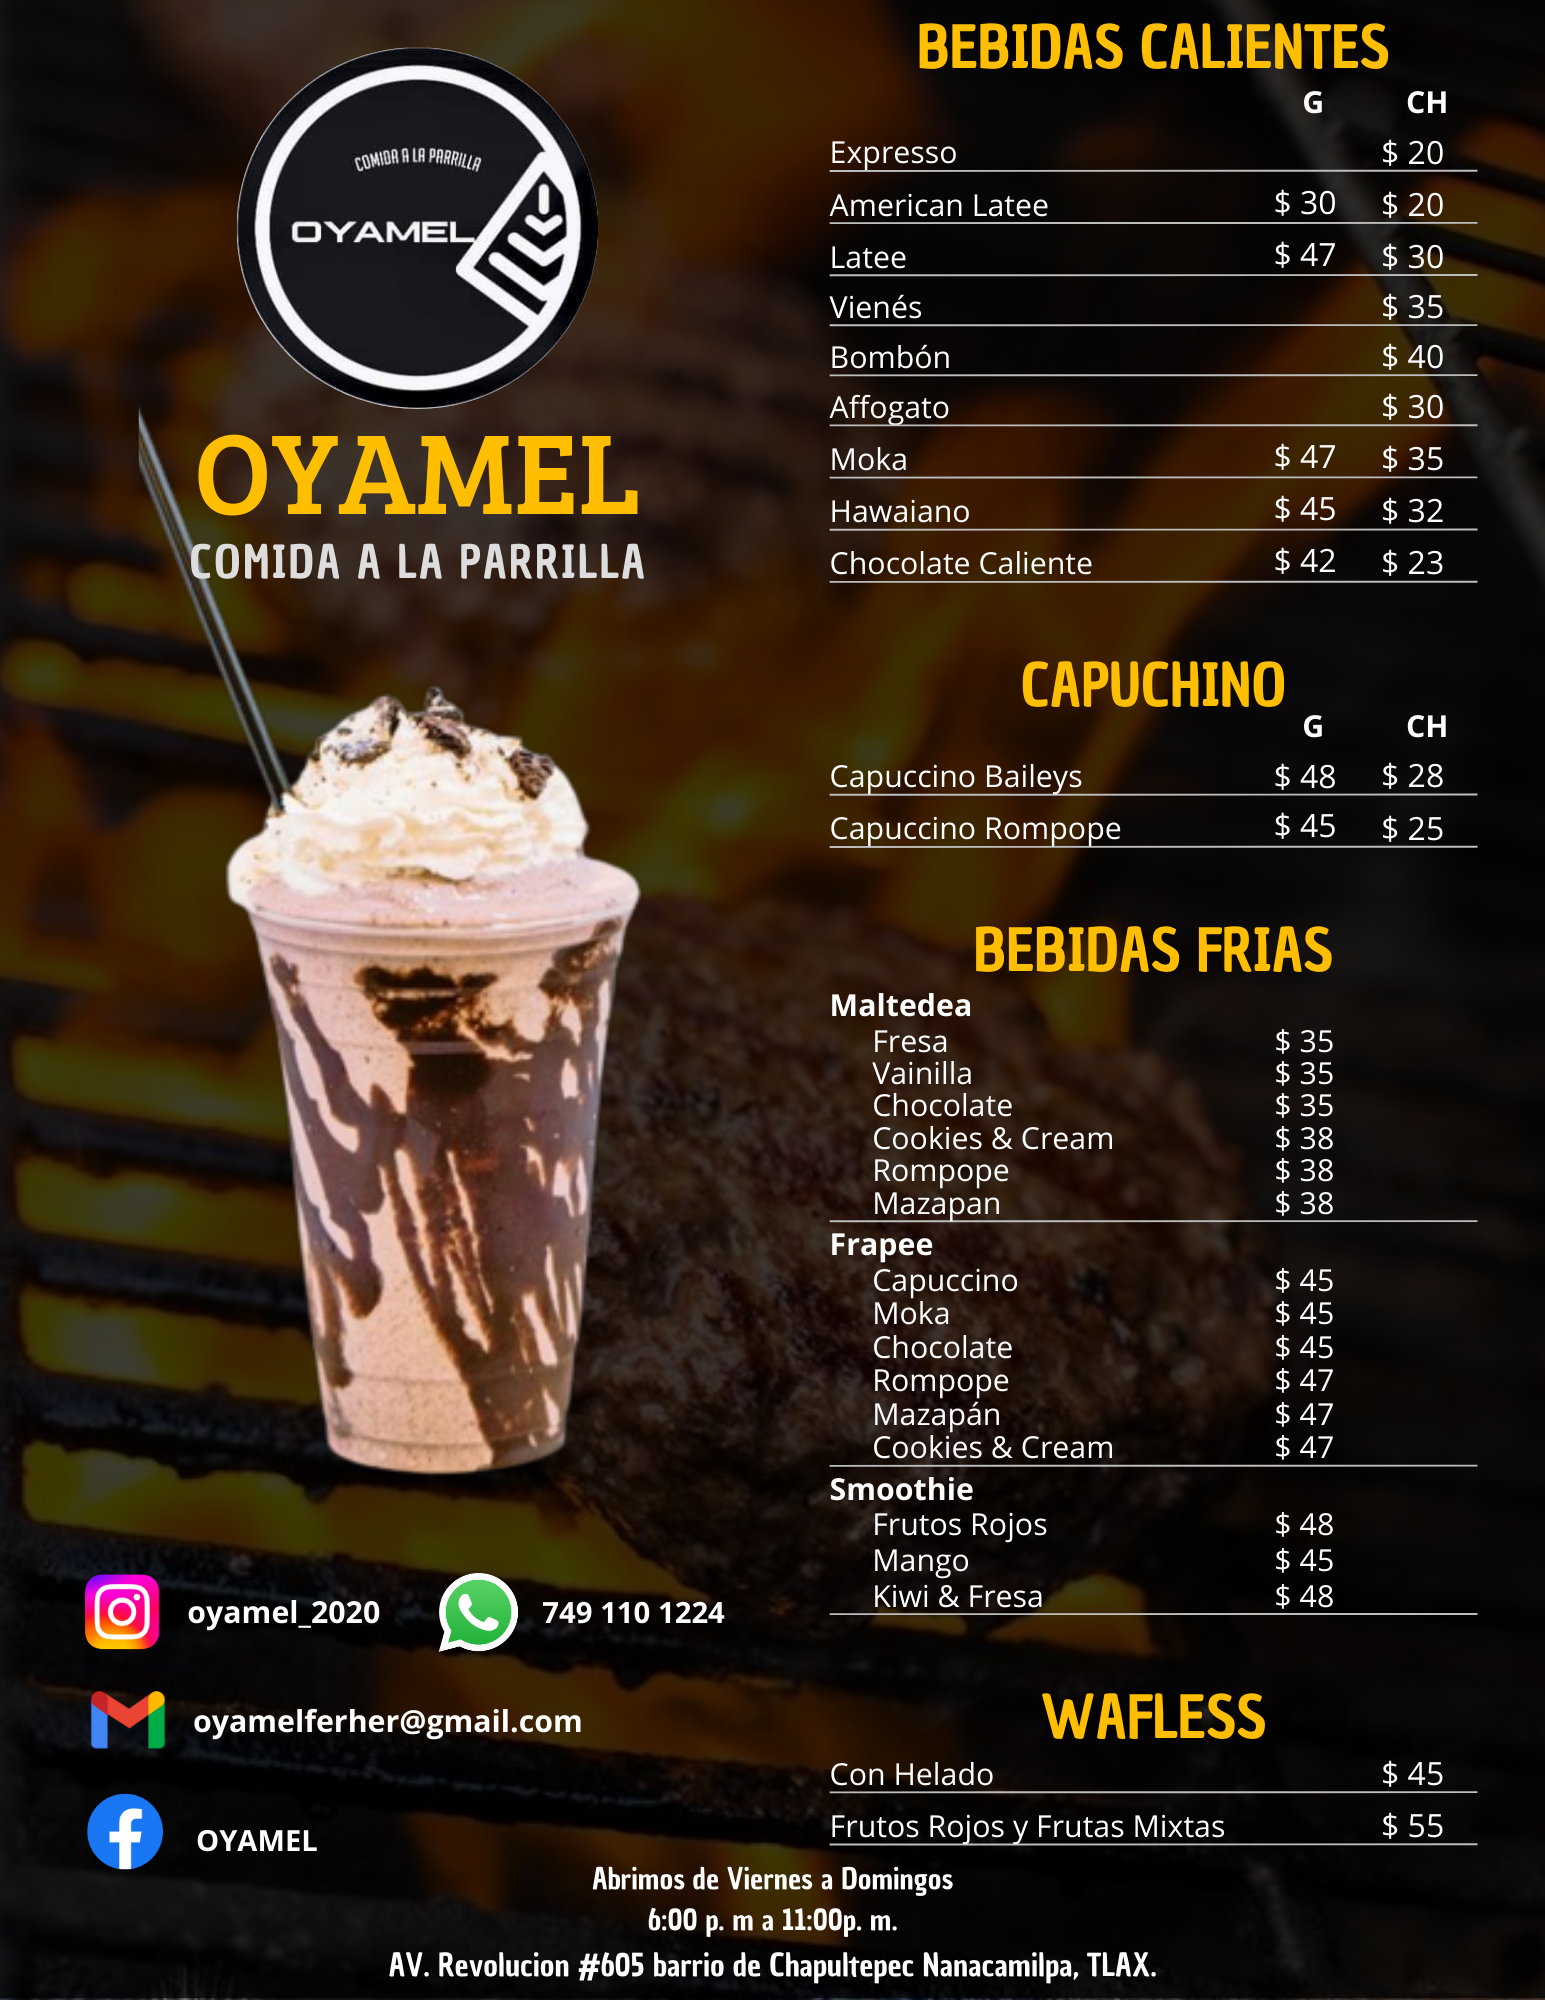 COMIDA A LA PARRILLA
OYAMEL
OYAMEL
COMIDA A LA PARRILLA
BEBIDAS CALIENTES
G CH
Expresso $ 20
American Latee $ 30 $ 20
Latee $ 47 $ 30
Vienés $ 35
Bombón $ 40
Affogato $ 30
Moka $ 47 $ 35
Hawaiano $ 45 $ 32
Chocolate Caliente $ 42 $ 23
CAPUCHINO
G CH
Capuccino Baileys $ 48 $ 28
Capuccino Rompope $ 45 $ 25
BEBIDAS FRIAS
Maltedea
Fresa $ 35
Vainilla $ 35
Chocolate $ 35
Cookies & Cream $ 38
Rompope $ 38
Mazapan $ 38
Frapee
Capuccino $ 45
Moka $ 45
Chocolate $ 45
Rompope $ 47
Mazapán $ 47
Cookies & Cream $ 47
Smoothie
Frutos Rojos $ 48
Mango $ 45
Kiwi & Fresa $ 48
WAFLESS
Con Helado $ 45
Frutos Rojos y Frutas Mixtas $ 55
oyamel_2020 749 110 1224
oyamelferher@gmail.com
OYAMEL
Abrimos de Viernes a Domingos
6:00 p. m a 11:00p. m.
AV. Revolucion #605 barrio de Chapultepec Nanacamilpa, TLAX.